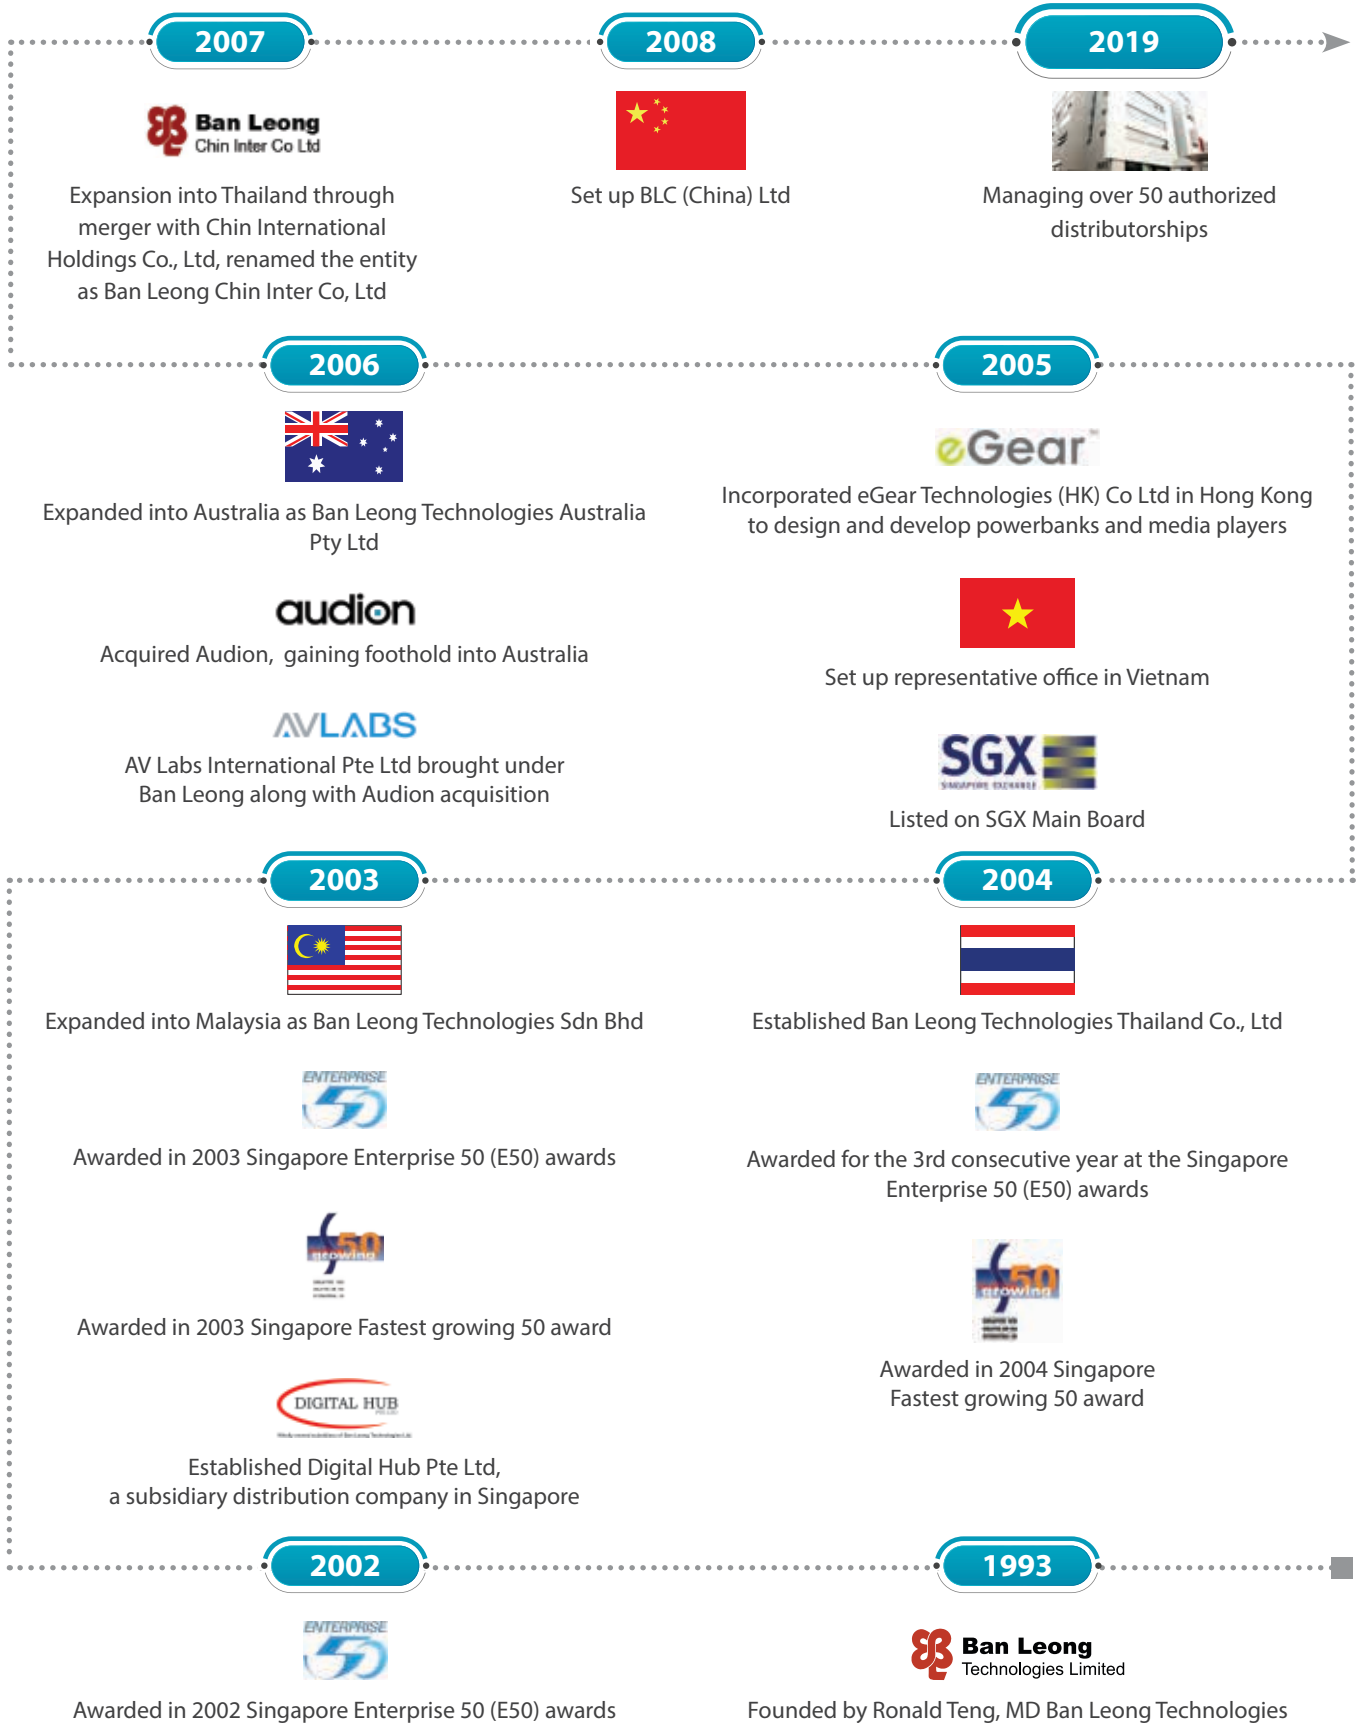 2007
Ban Leong
Chin Inter Co Ltd
Expansion into Thailand through
merger with Chin International
Holdings Co., Ltd, renamed the entity
as Ban Leong Chin Inter Co, Ltd
2008
Set up BLC (China) Ltd
2019
Managing over 50 authorized
distributorships
2006
Expanded into Australia as Ban Leong Technologies Australia
Pty Ltd
audion
Acquired Audion, gaining foothold into Australia
AVLABS
AV Labs International Pte Ltd brought under
Ban Leong along with Audion acquisition
2005
eGear
Incorporated eGear Technologies (HK) Co Ltd in Hong Kong
to design and develop powerbanks and media players
Set up representative office in Vietnam
SGX
SINGAPORE EXCHANGE
Listed on SGX Main Board
2003
Expanded into Malaysia as Ban Leong Technologies Sdn Bhd
ENTERPRISE
50
Awarded in 2003 Singapore Enterprise 50 (E50) awards
50
growing
Awarded in 2003 Singapore Fastest growing 50 award
DIGITAL HUB
Established Digital Hub Pte Ltd,
a subsidiary distribution company in Singapore
2004
Established Ban Leong Technologies Thailand Co., Ltd
ENTERPRISE
50
Awarded for the 3rd consecutive year at the Singapore
Enterprise 50 (E50) awards
50
growing
Awarded in 2004 Singapore
Fastest growing 50 award
2002
ENTERPRISE
50
Awarded in 2002 Singapore Enterprise 50 (E50) awards
1993
Ban Leong
Technologies Limited
Founded by Ronald Teng, MD Ban Leong Technologies